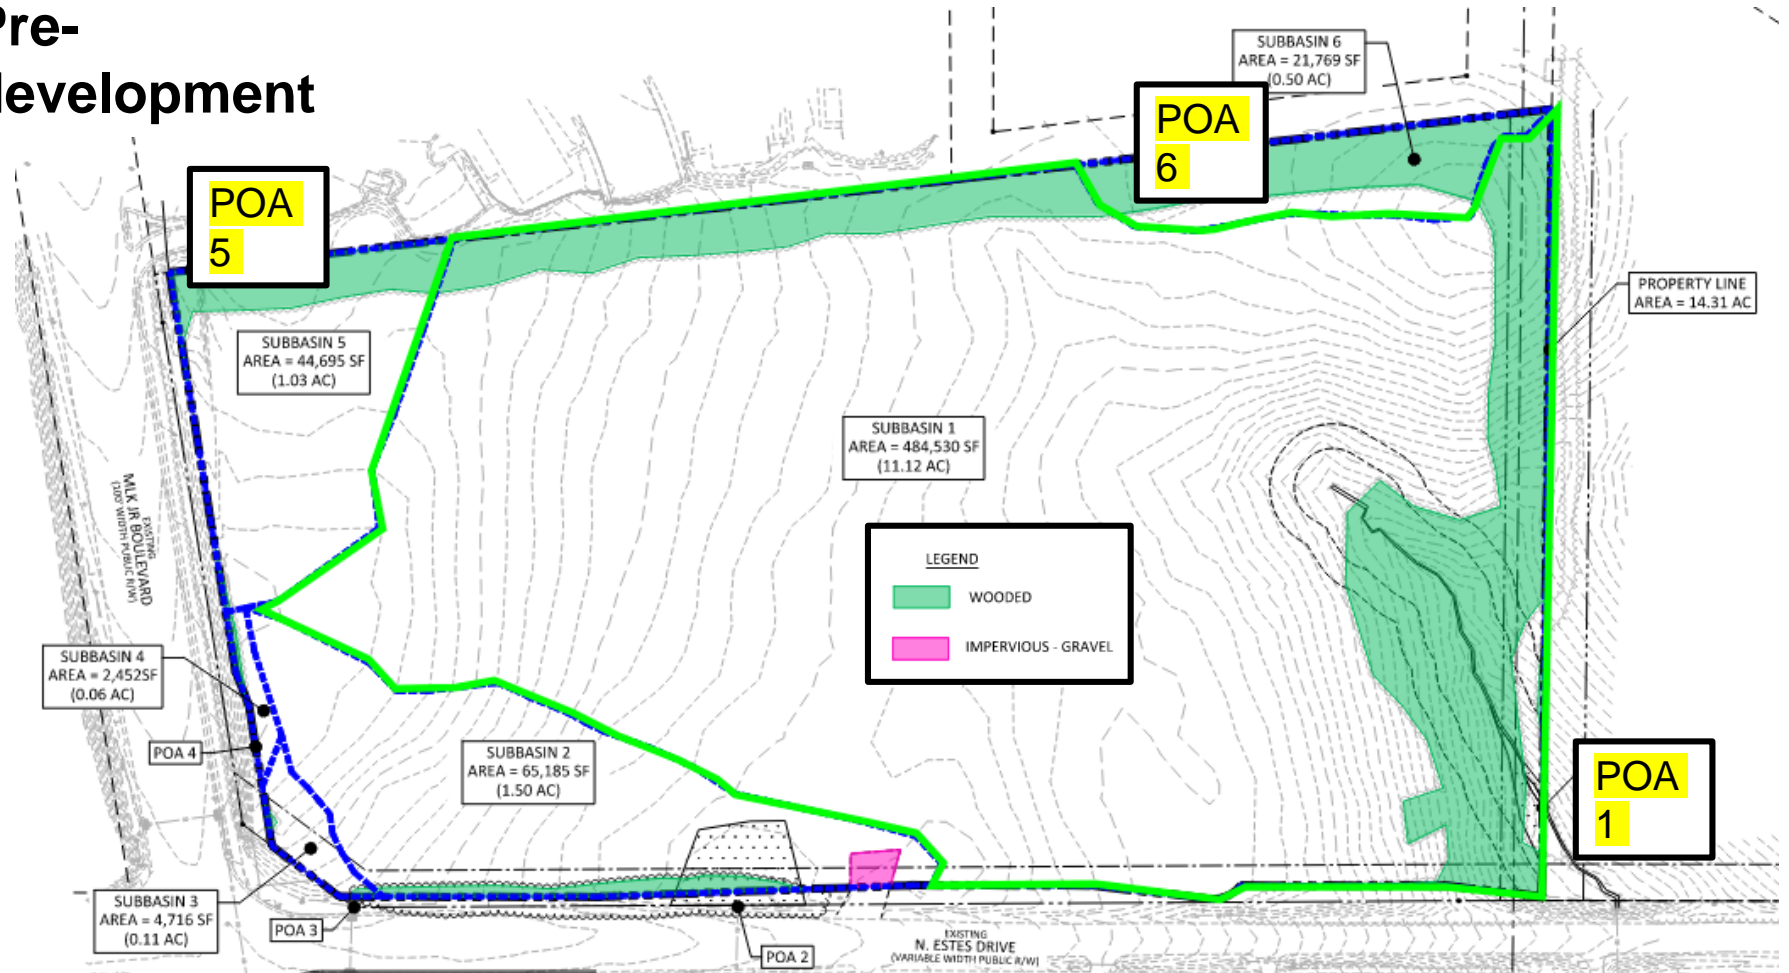 Pre-
development
SUBBASIN 6
AREA = 21,769 SF
(0.50 AC)
POA
6
POA
5
PROPERTY LINE
AREA = 14.31 AC
SUBBASIN 5
AREA = 44,695 SF
(1.03 AC)
SUBBASIN 1
AREA = 484,530 SF
(11.12 AC)
EXISTING
MLK JR BOULEVARD
(100' WIDTH PUBLIC R/W)
LEGEND
WOODED
IMPERVIOUS - GRAVEL
SUBBASIN 4
AREA = 2,452SF
(0.06 AC)
POA 4
SUBBASIN 2
AREA = 65,185 SF
(1.50 AC)
POA
1
SUBBASIN 3
AREA = 4,716 SF
(0.11 AC)
POA 3
POA 2
EXISTING
N. ESTES DRIVE
(VARIABLE WIDTH PUBLIC R/W)